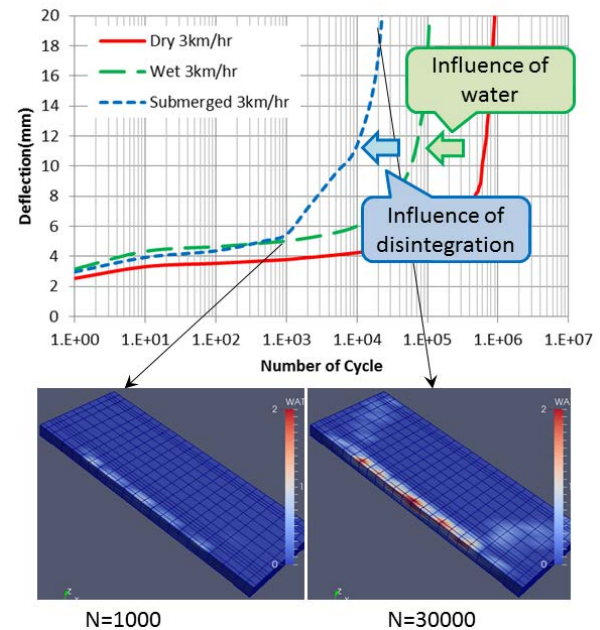 20
18
16
14
12
10
8
6
4
2
0
Deflection(mm)
Dry 3km/hr
Wet 3km/hr
Submerged 3km/hr
Influence of
water
Influence of
disintegration
1.E+00 1.E+01 1.E+02 1.E+03 1.E+04 1.E+05 1.E+06 1.E+07
Number of Cycle
WAT
2
1
0
z
WAT
2
1
0
z
N=1000
N=30000